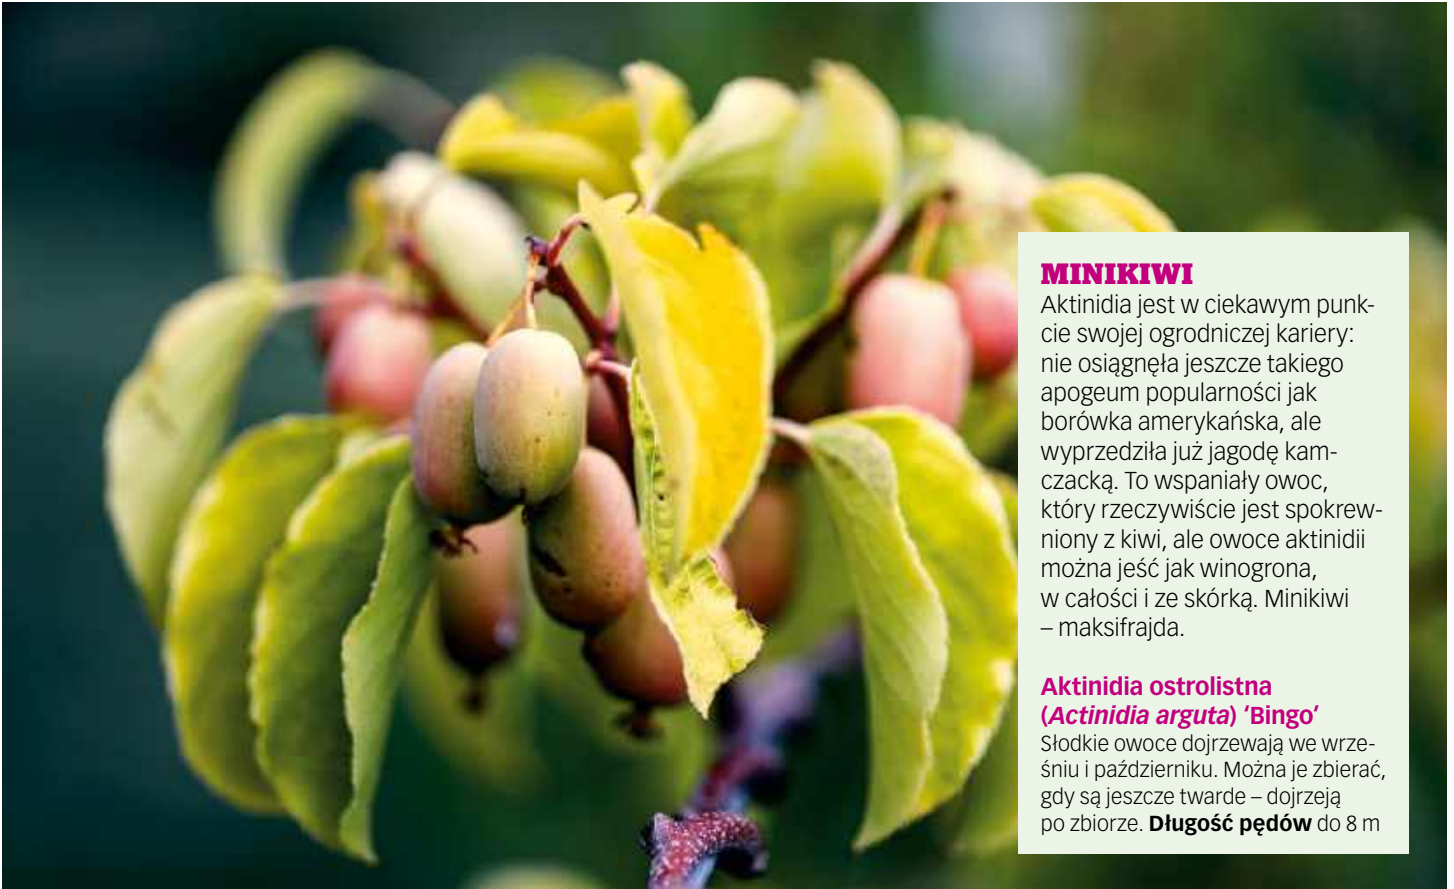 MINIKIWI
Aktinidia jest w ciekawym punk-
cie swojej ogrodniczej kariery:
nie osiągnęła jeszcze takiego
apogeum popularności jak
borówka amerykańska, ale
wyprzedziła już jagodę kam-
czacką. To wspaniały owoc,
który rzeczywiście jest spokrew-
niony z kiwi, ale owoce aktinidii
można jeść jak winogrona,
w całości i ze skórką. Minikiwi
– maksifrajda.
Aktinidia ostrolistna
(Actinidia arguta) ‘Bingo’
Słodkie owoce dojrzewają we wrze-
śniu i październiku. Można je zbierać,
gdy są jeszcze twarde – dojrzeją
po zbiorze. Długość pędów do 8 m